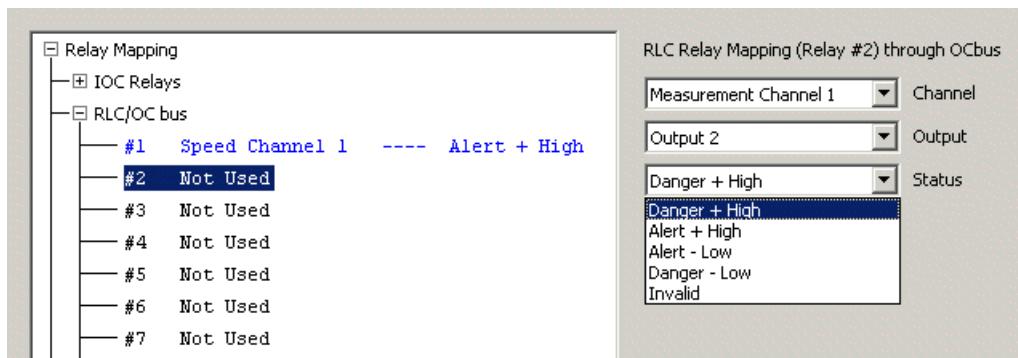 Relay Mapping
IOC Relays
RLC/OC bus
#1 Speed Channel 1 ---- Alert + High
#2 Not Used
#3 Not Used
#4 Not Used
#5 Not Used
#6 Not Used
#7 Not Used
RLC Relay Mapping (Relay #2) through OCbus
Measurement Channel 1 Channel
Output 2 Output
Danger + High Status
Danger + High
Alert + High
Alert - Low
Danger - Low
Invalid